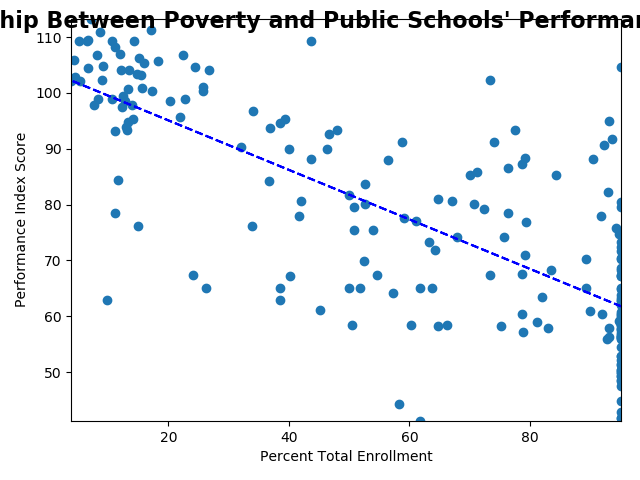 hip Between Poverty and Public Schools' Performan
110
100
90
80
70
60
50
Performance Index Score
20 40 60 80
Percent Total Enrollment